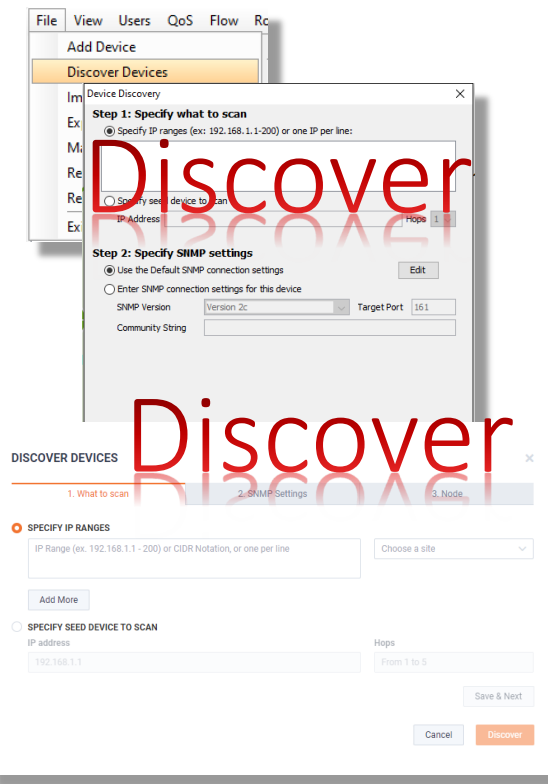 File View Users QoS Flow
Add Device
Discover Devices
Device Discovery
Step 1: Specify what to scan
Specify IP ranges (ex: 192.168.1.1-200) or one IP per line:
Discover
Specify seed device to scan
IP Address
Hops 1
Step 2: Specify SNMP settings
Use the Default SNMP connection settings
Edit
Enter SNMP connection settings for this device
SNMP Version Version 2c Target Port 161
Community String
Discover
DISCOVER DEVICES
1. What to scan 2. SNMP Settings 3. Node
SPECIFY IP RANGES
IP Range (ex. 192.168.1.1 - 200) or CIDR Notation, or one per line Choose a site
Add More
SPECIFY SEED DEVICE TO SCAN
IP address Hops
192.168.1.1 From 1 to 5
Save & Next
Cancel Discover